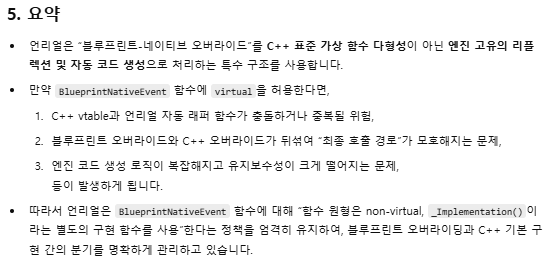 5. 요약
• 언리얼은 “블루프린트-네이티브 오버라이드”를 C++ 표준 가상 함수 다형성이 아닌 엔진 고유의 리플
렉션 및 자동 코드 생성으로 처리하는 특수 구조를 사용합니다.
• 만약 BlueprintNativeEvent 함수에 virtual 을 허용한다면,
1. C++ vtable과 언리얼 자동 래퍼 함수가 충돌하거나 중복될 위험,
2. 블루프린트 오버라이드와 C++ 오버라이드가 뒤섞여 “최종 호출 경로”가 모호해지는 문제,
3. 엔진 코드 생성 로직이 복잡해지고 유지보수성이 크게 떨어지는 문제,
등이 발생하게 됩니다.
• 따라서 언리얼은 BlueprintNativeEvent 함수에 대해 “함수 원형은 non-virtual, _Implementation() 이
라는 별도의 구현 함수를 사용”한다는 정책을 엄격히 유지하여, 블루프린트 오버라이딩과 C++ 기본 구
현 간의 분기를 명확하게 관리하고 있습니다.